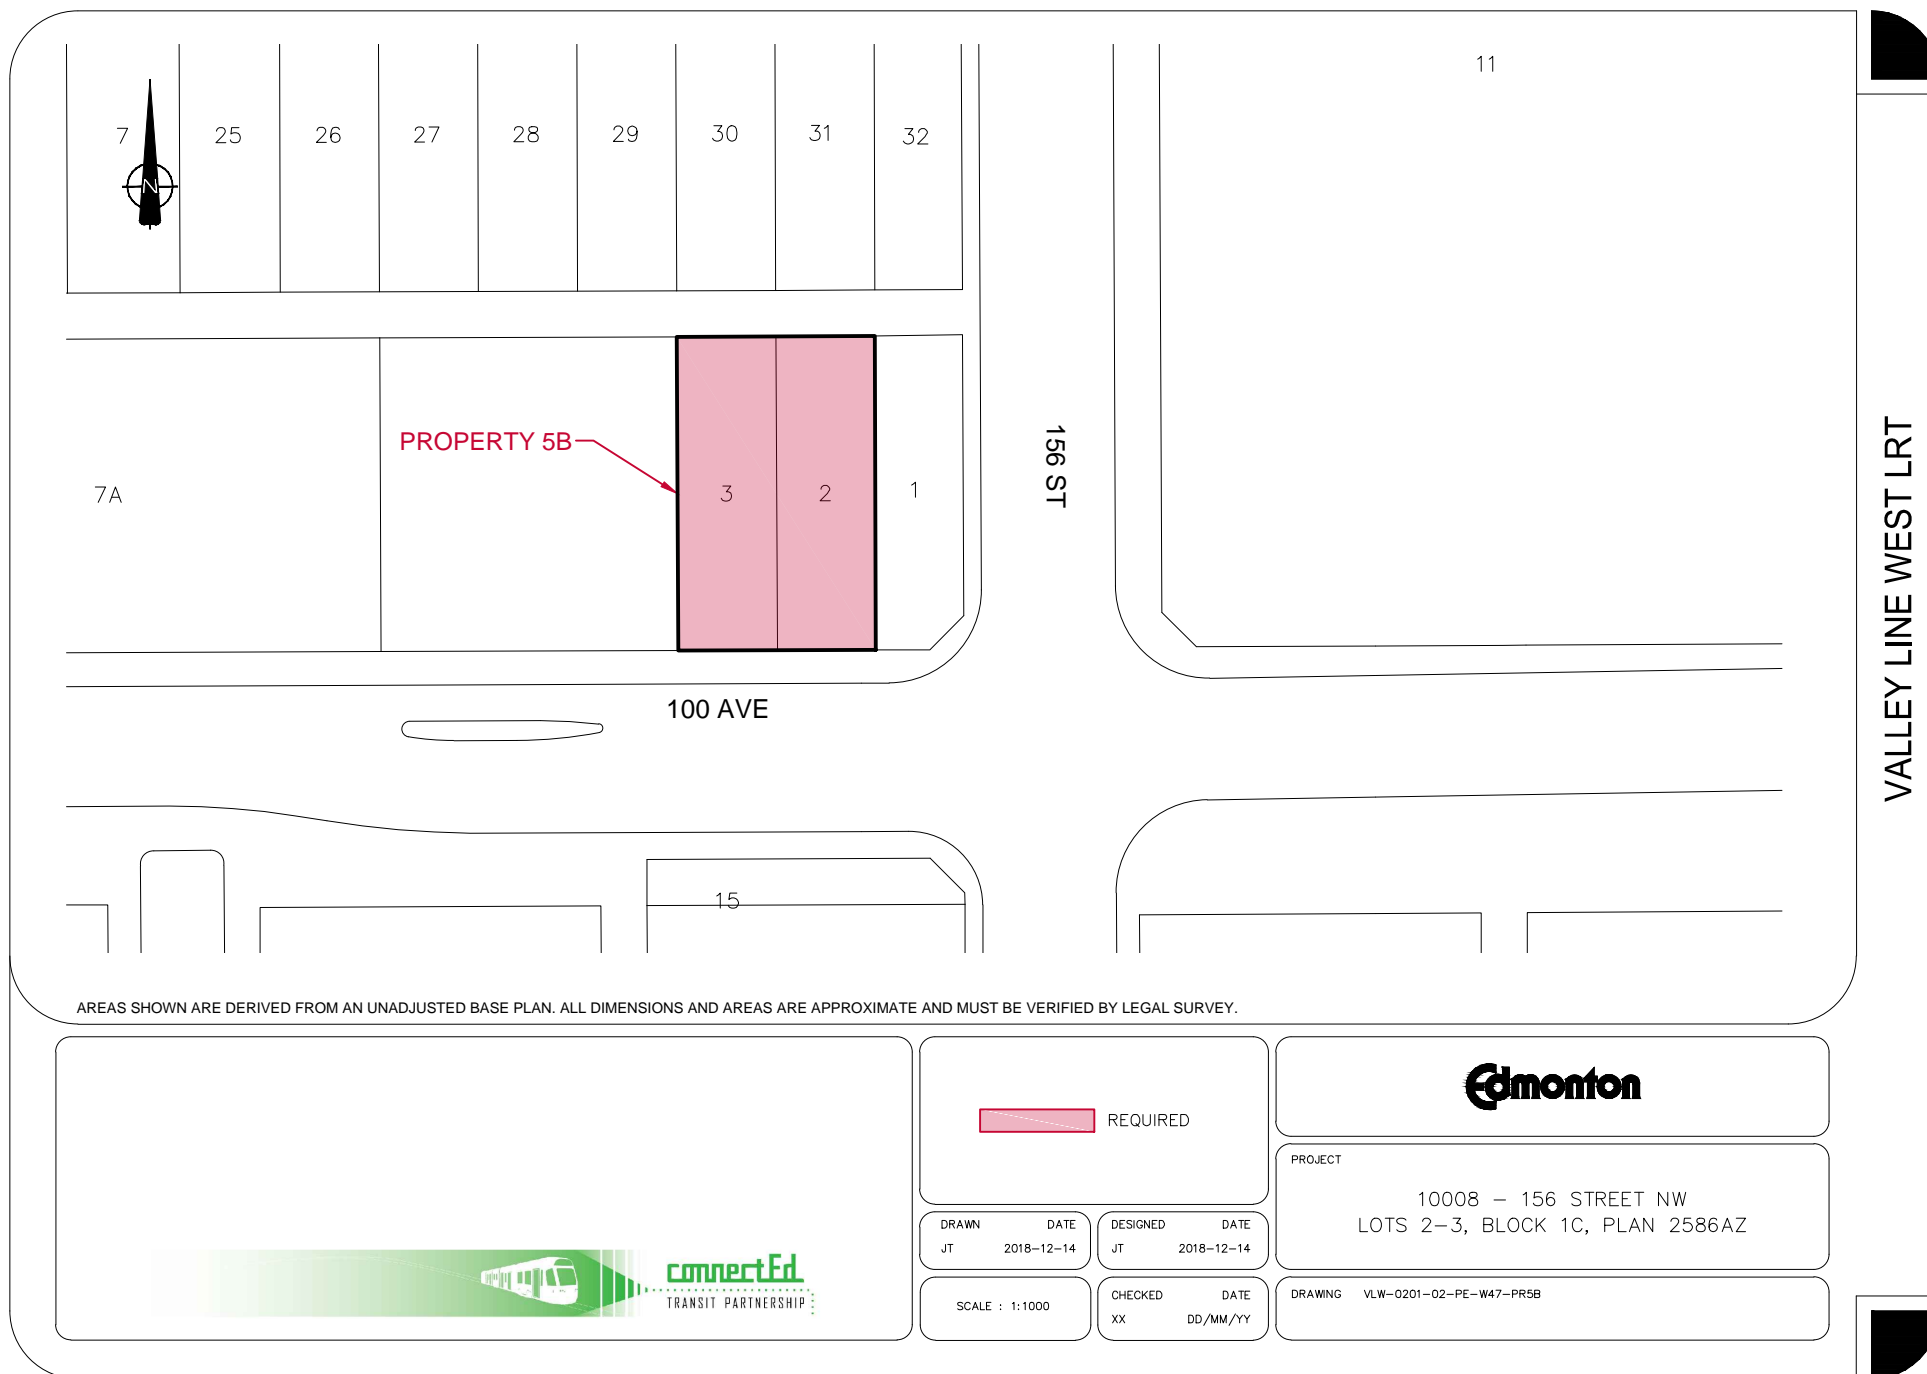 11
7
25
26
27
28
29
30
31
32
N
PROPERTY 5B
156 ST
7A
3
2
1
100 AVE
15
VALLEY LINE WEST LRT
AREAS SHOWN ARE DERIVED FROM AN UNADJUSTED BASE PLAN. ALL DIMENSIONS AND AREAS ARE APPROXIMATE AND MUST BE VERIFIED BY LEGAL SURVEY.
connectEd
TRANSIT PARTNERSHIP
REQUIRED
DRAWN DATE
JT 2018-12-14
DESIGNED DATE
JT 2018-12-14
SCALE : 1:1000
CHECKED DATE
XX DD/MM/YY
Edmonton
PROJECT
10008 - 156 STREET NW
LOTS 2-3, BLOCK 1C, PLAN 2586AZ
DRAWING VLW-0201-02-PE-W47-PR5B